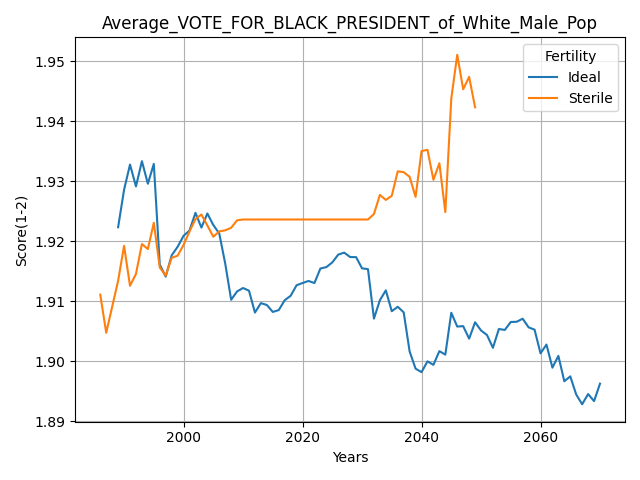 Average_VOTE_FOR_BLACK_PRESIDENT_of_White_Male_Pop
Fertility
Ideal
Sterile
1.95
1.94
1.93
1.92
1.91
1.90
1.89
Score(1-2)
2000 2020 2040 2060
Years